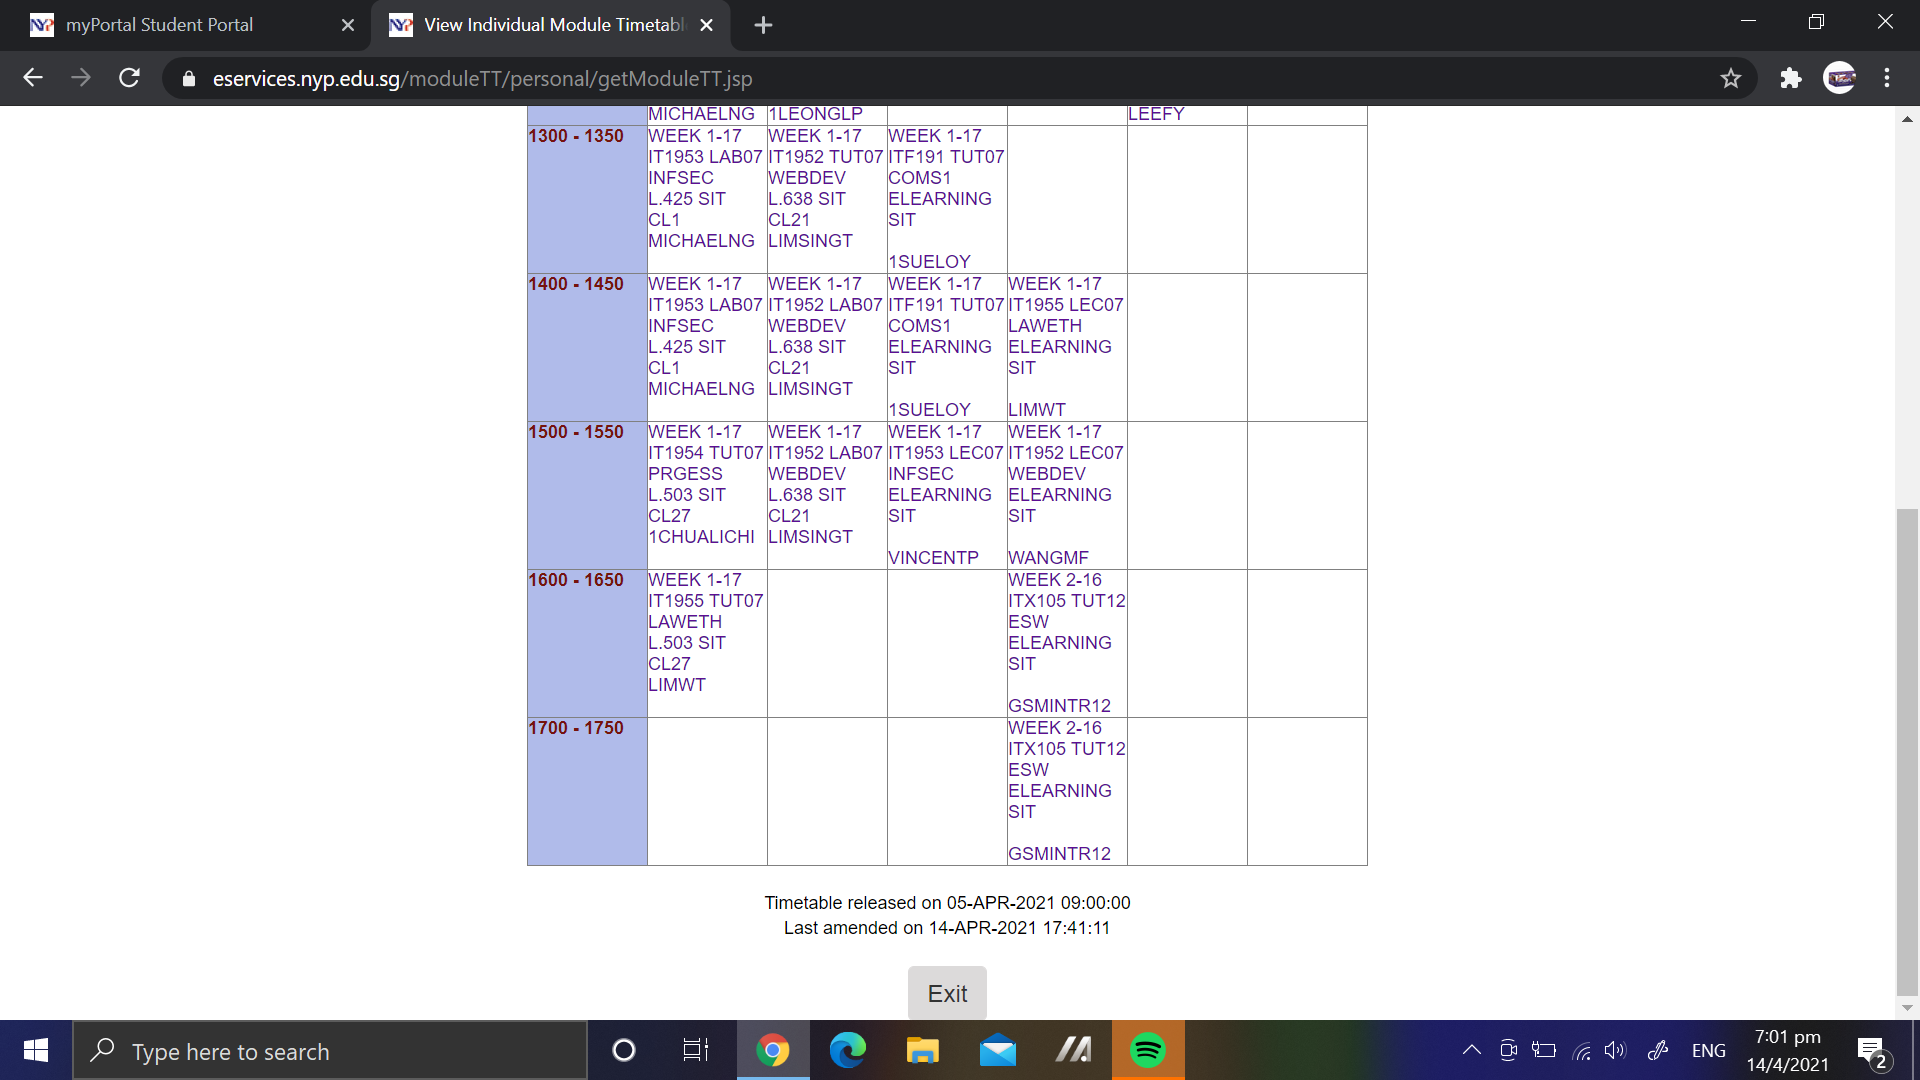 myPortal Student Portal
View Individual Module Timetabl
eservices.nyp.edu.sg/moduleTT/personal/getModuleTT.jsp
MICHAELNG 1LEONGLP LEEFY
1300 - 1350
WEEK 1-17
IT1953 LAB07
INFSEC
L.425 SIT
CL1
MICHAELNG
WEEK 1-17
IT1952 TUT07
WEBDEV
L.638 SIT
CL21
LIMSINGT
WEEK 1-17
ITF191 TUT07
COMS1
ELEARNING
SIT
1SUELOY
1400 - 1450
WEEK 1-17
IT1953 LAB07
INFSEC
L.425 SIT
CL1
MICHAELNG
WEEK 1-17
IT1952 LAB07
WEBDEV
L.638 SIT
CL21
LIMSINGT
WEEK 1-17
ITF191 TUT07
COMS1
ELEARNING
SIT
1SUELOY
WEEK 1-17
IT1955 LEC07
LAWETH
ELEARNING
SIT
LIMWT
1500 - 1550
WEEK 1-17
IT1954 TUT07
PRGESS
L.503 SIT
CL27
1CHUALICHI
WEEK 1-17
IT1952 LAB07
WEBDEV
L.638 SIT
CL21
LIMSINGT
WEEK 1-17
IT1953 LEC07
INFSEC
ELEARNING
SIT
VINCENTP
WEEK 1-17
IT1952 LEC07
WEBDEV
ELEARNING
SIT
WANGMF
1600 - 1650
WEEK 1-17
IT1955 TUT07
LAWETH
L.503 SIT
CL27
LIMWT
WEEK 2-16
ITX105 TUT12
ESW
ELEARNING
SIT
GSMINTR12
1700 - 1750
WEEK 2-16
ITX105 TUT12
ESW
ELEARNING
SIT
GSMINTR12
Timetable released on 05-APR-2021 09:00:00
Last amended on 14-APR-2021 17:41:11
Exit
Type here to search
ENG
7:01 pm
14/4/2021
2